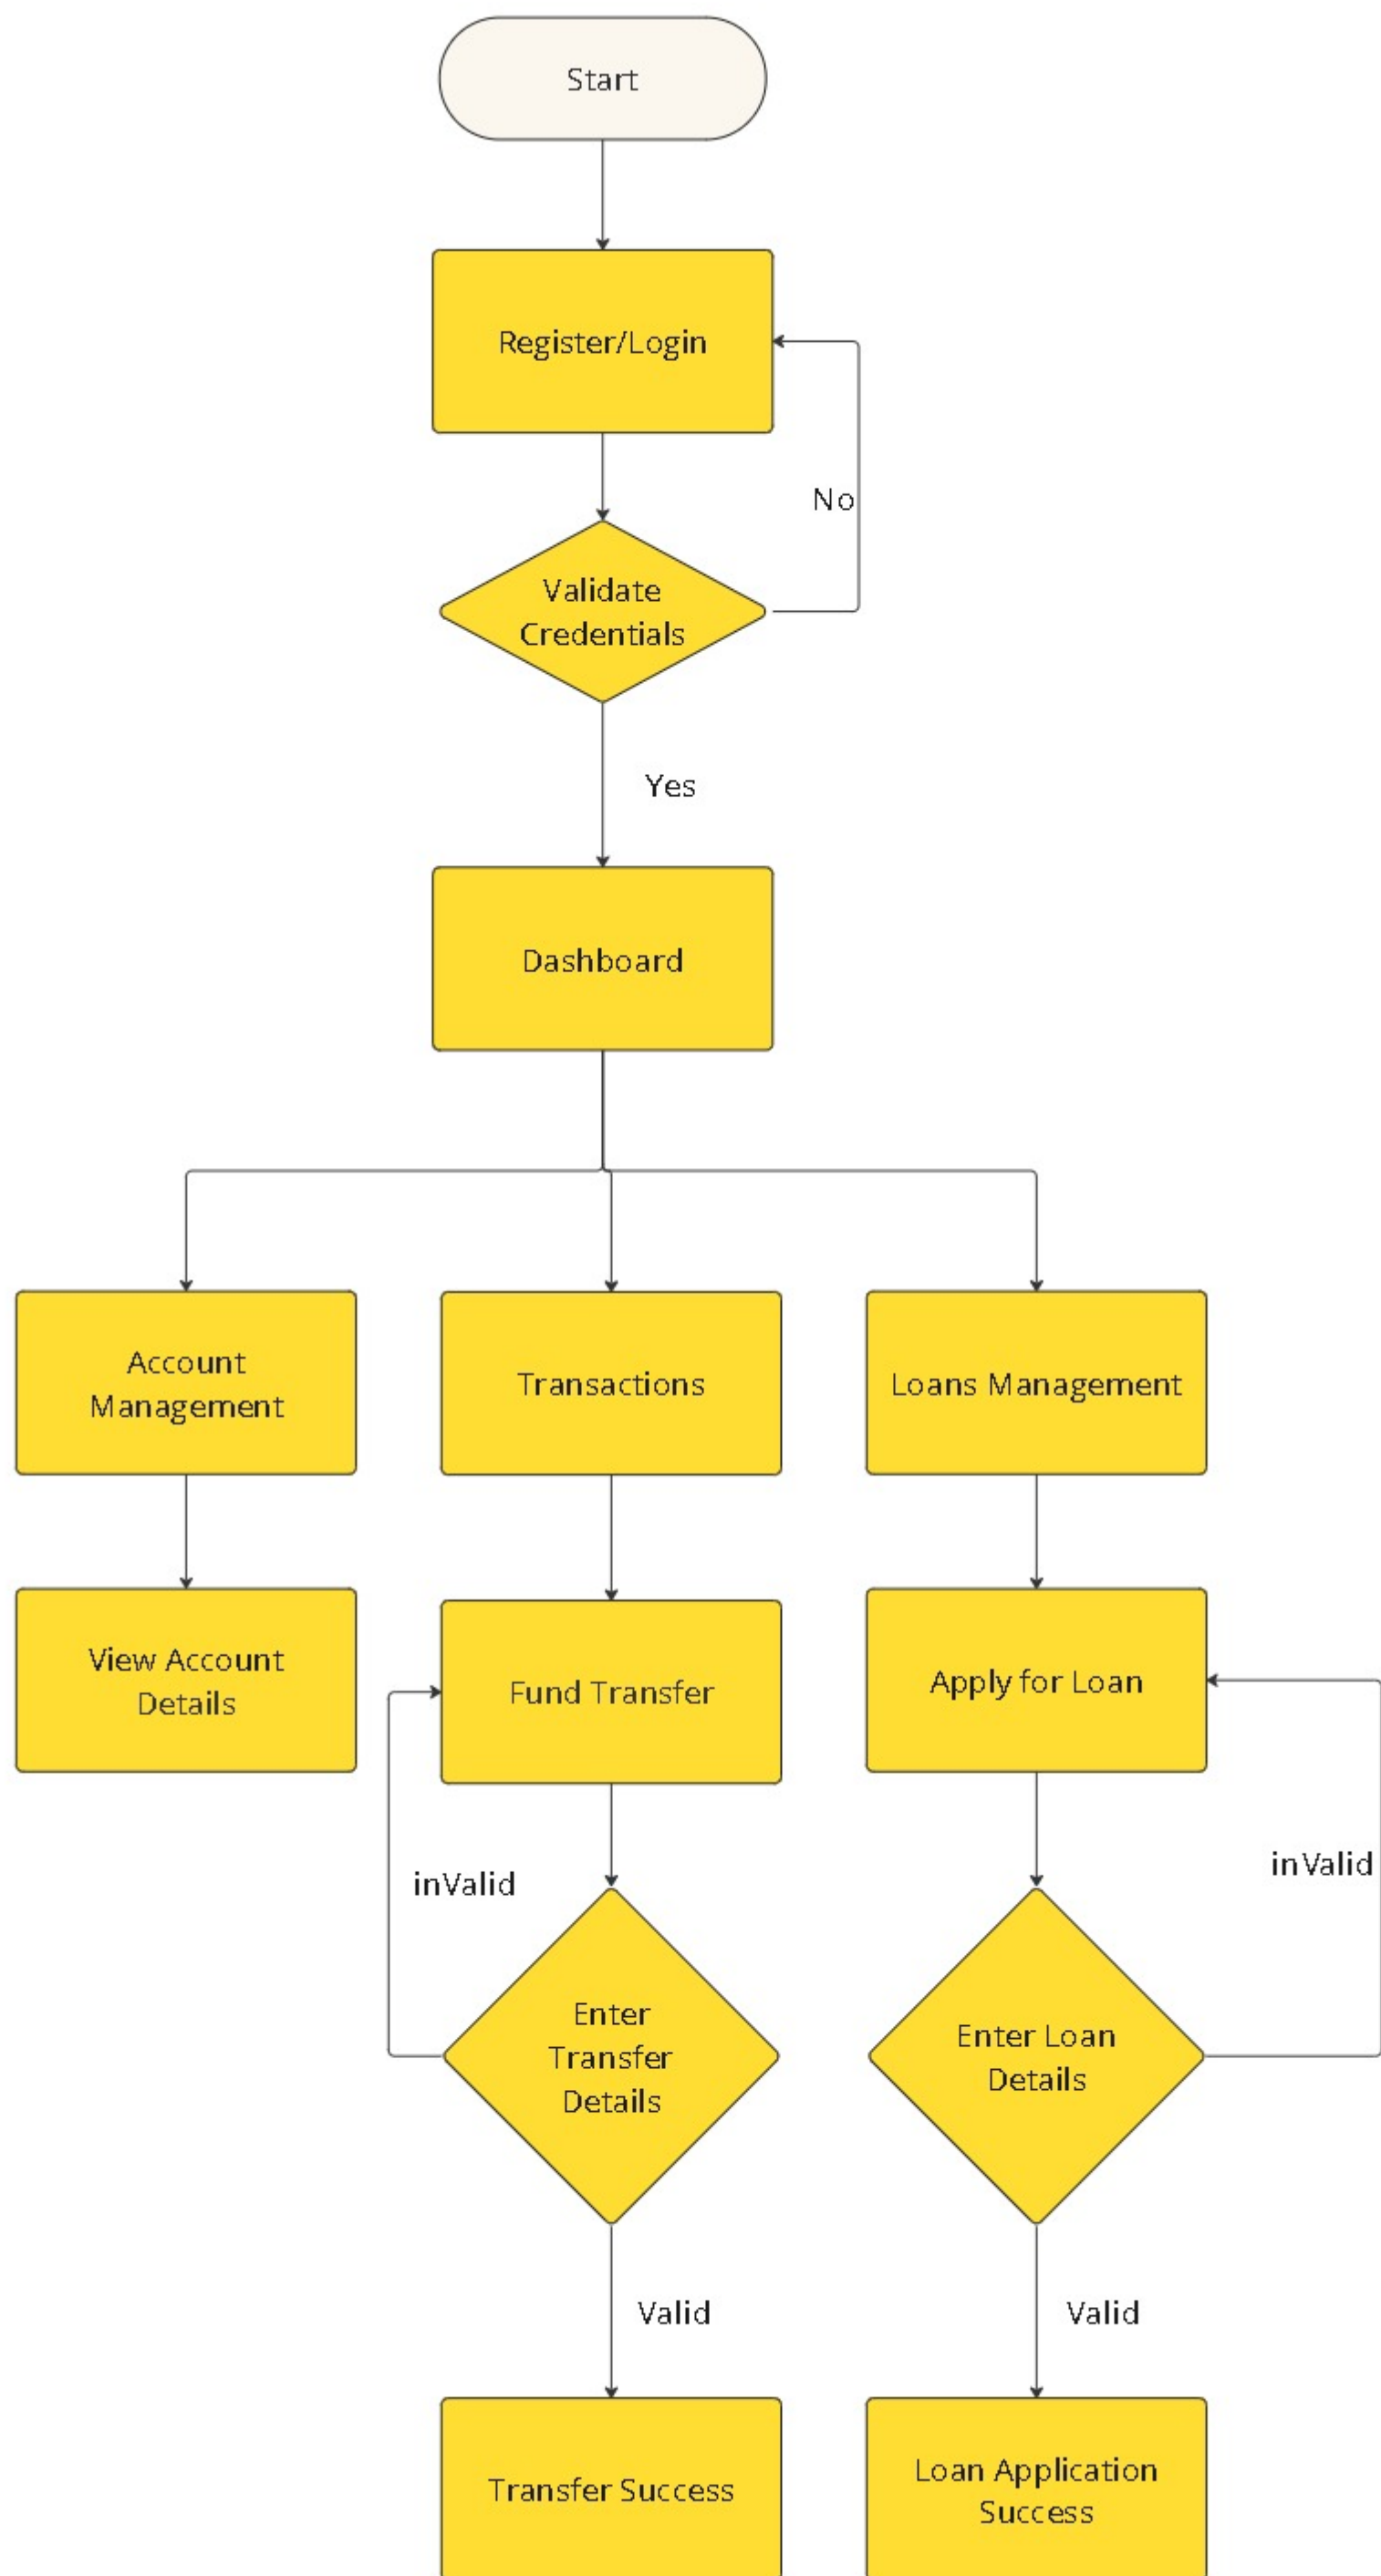 Start
Register/Login
No
Validate
Credentials
Yes
Dashboard
Account
Management
Transactions
Loans Management
View Account
Details
Fund Transfer
Apply for Loan
inValid
inValid
Enter
Transfer
Details
Enter Loan
Details
Valid
Valid
Transfer Success
Loan Application
Success